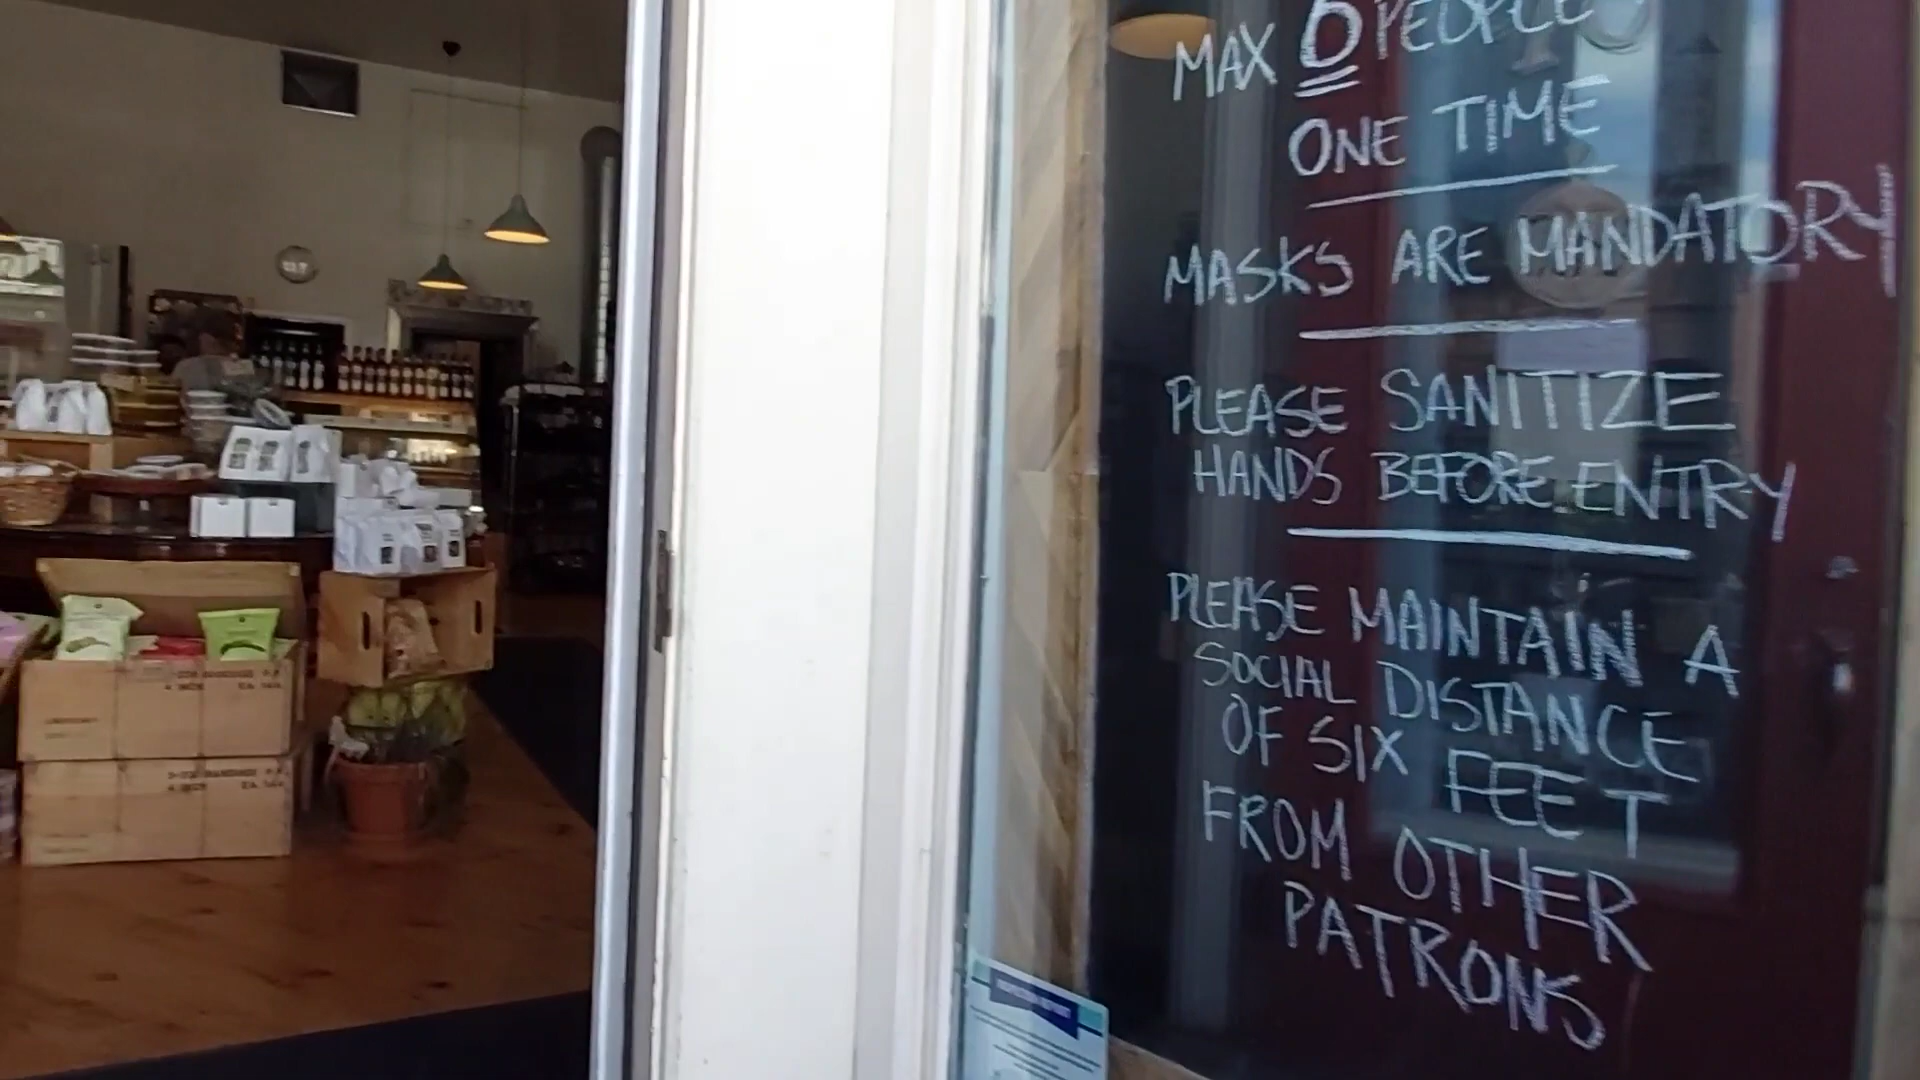 MAX 6 PEOPLE
ONE TIME
MASKS ARE MANDATORY
PLEASE SANITIZE
HANDS BEFORE ENTRY
PLEASE MAINTAIN A
SOCIAL DISTANCE
OF SIX FEET
FROM OTHER
PATRONS